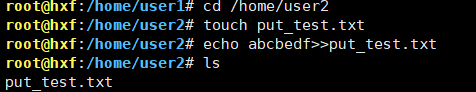 root@hxf:/home/user1# cd /home/user2
root@hxf:/home/user2# touch put_test.txt
root@hxf:/home/user2# echo abcbedf>>put_test.txt
root@hxf:/home/user2# ls
put_test.txt